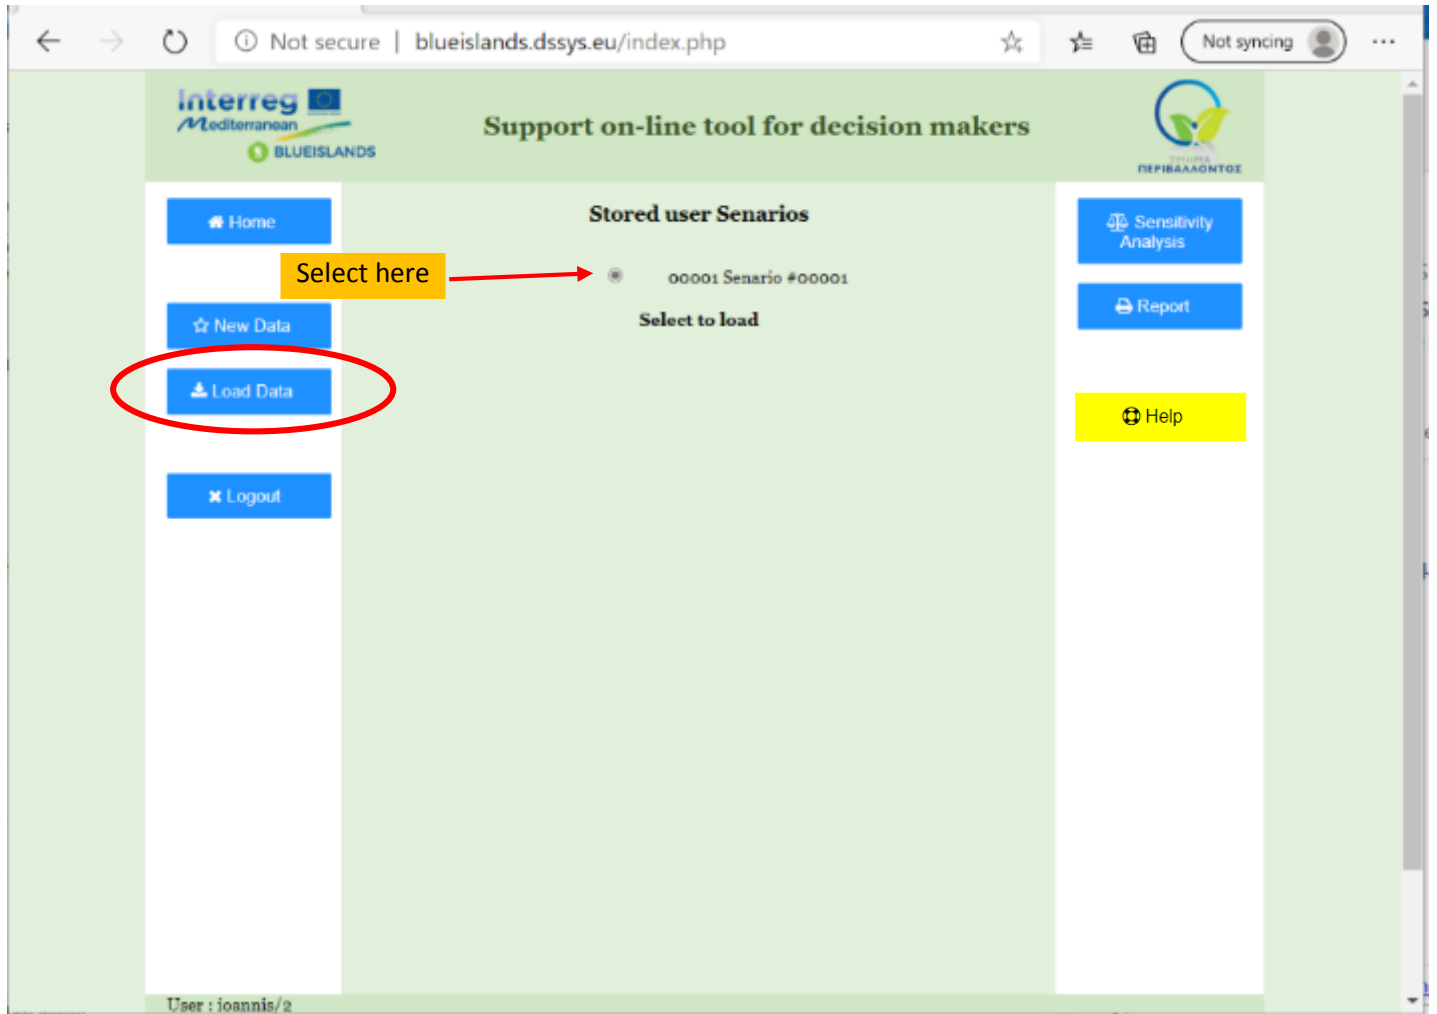 Not secure | blueislands.dssys.eu/index.php
Not syncing
Interreg
Mediterranean
BLUEISLANDS
Support on-line tool for decision makers
ΤΜΗΜΑ
ΠΕΡΙΒΑΛΛΟΝΤΟΣ
Home
New Data
Load Data
Logout
Stored user Senarios
Select here
00001 Senario #00001
Select to load
Sensitivity
Analysis
Report
Help
User : ioannis/2